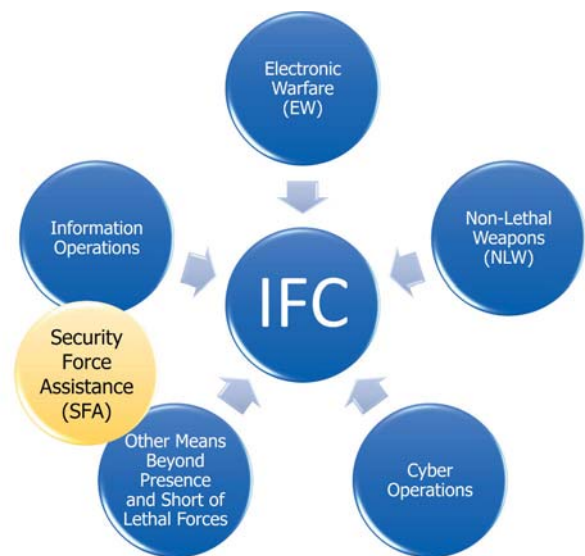 Electronic
Warfare
(EW)
Information
Operations
Non-Lethal
Weapons
(NLW)
IFC
Security
Force
Assistance
(SFA)
Other Means
Beyond
Presence
and Short of
Lethal Forces
Cyber
Operations